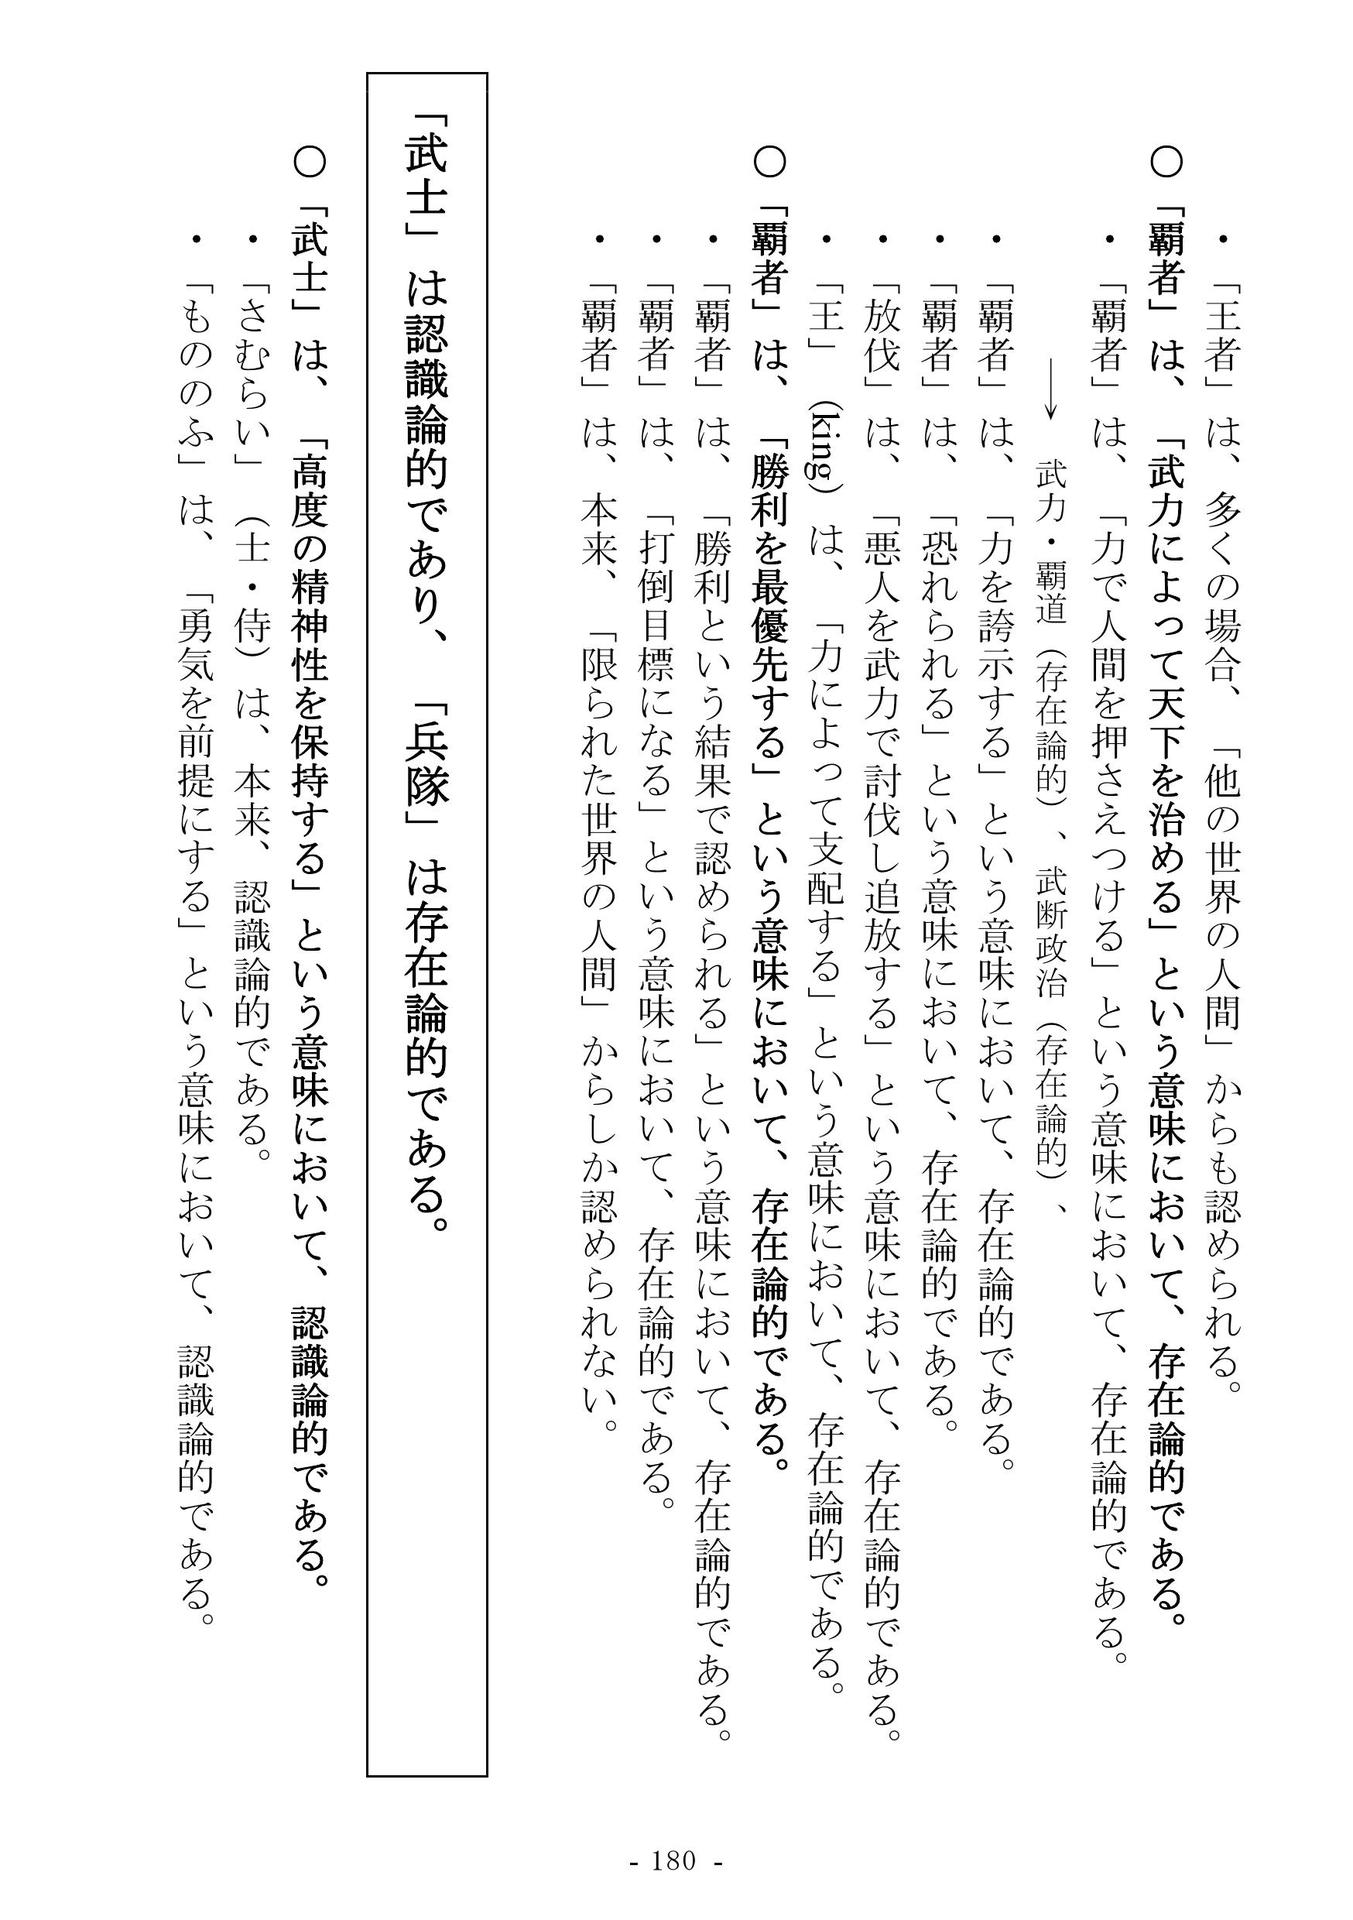 ・「王者」は、多くの場合、「他の世界の人間」からも認められる。
○「覇者」は、「武力によって天下を治める」という意味において、存在論的である。
・「覇者」は、「力で人間を押さえつける」という意味において、存在論的である。
→ 武力・覇道（存在論的）、武断政治（存在論的）、
・「覇者」は、「力を誇示する」という意味において、存在論的である。
・「覇者」は、「恐れられる」という意味において、存在論的である。
・「放伐」は、「悪人を武力で討伐し追放する」という意味において、存在論的である。
・「王」（king）は、「力によって支配する」という意味において、存在論的である。
○「覇者」は、「勝利を最優先する」という意味において、存在論的である。
・「覇者」は、「勝利という結果で認められる」という意味において、存在論的である。
・「覇者」は、「打倒目標になる」という意味において、存在論的である。
・「覇者」は、本来、「限られた世界の人間」からしか認められない。
「武士」は認識論的であり、「兵隊」は存在論的である。
○「武士」は、「高度の精神性を保持する」という意味において、認識論的である。
・「さむらい」（士・侍）は、本来、認識論的である。
・「もののふ」は、「勇気を前提にする」という意味において、認識論的である。
- 180 -